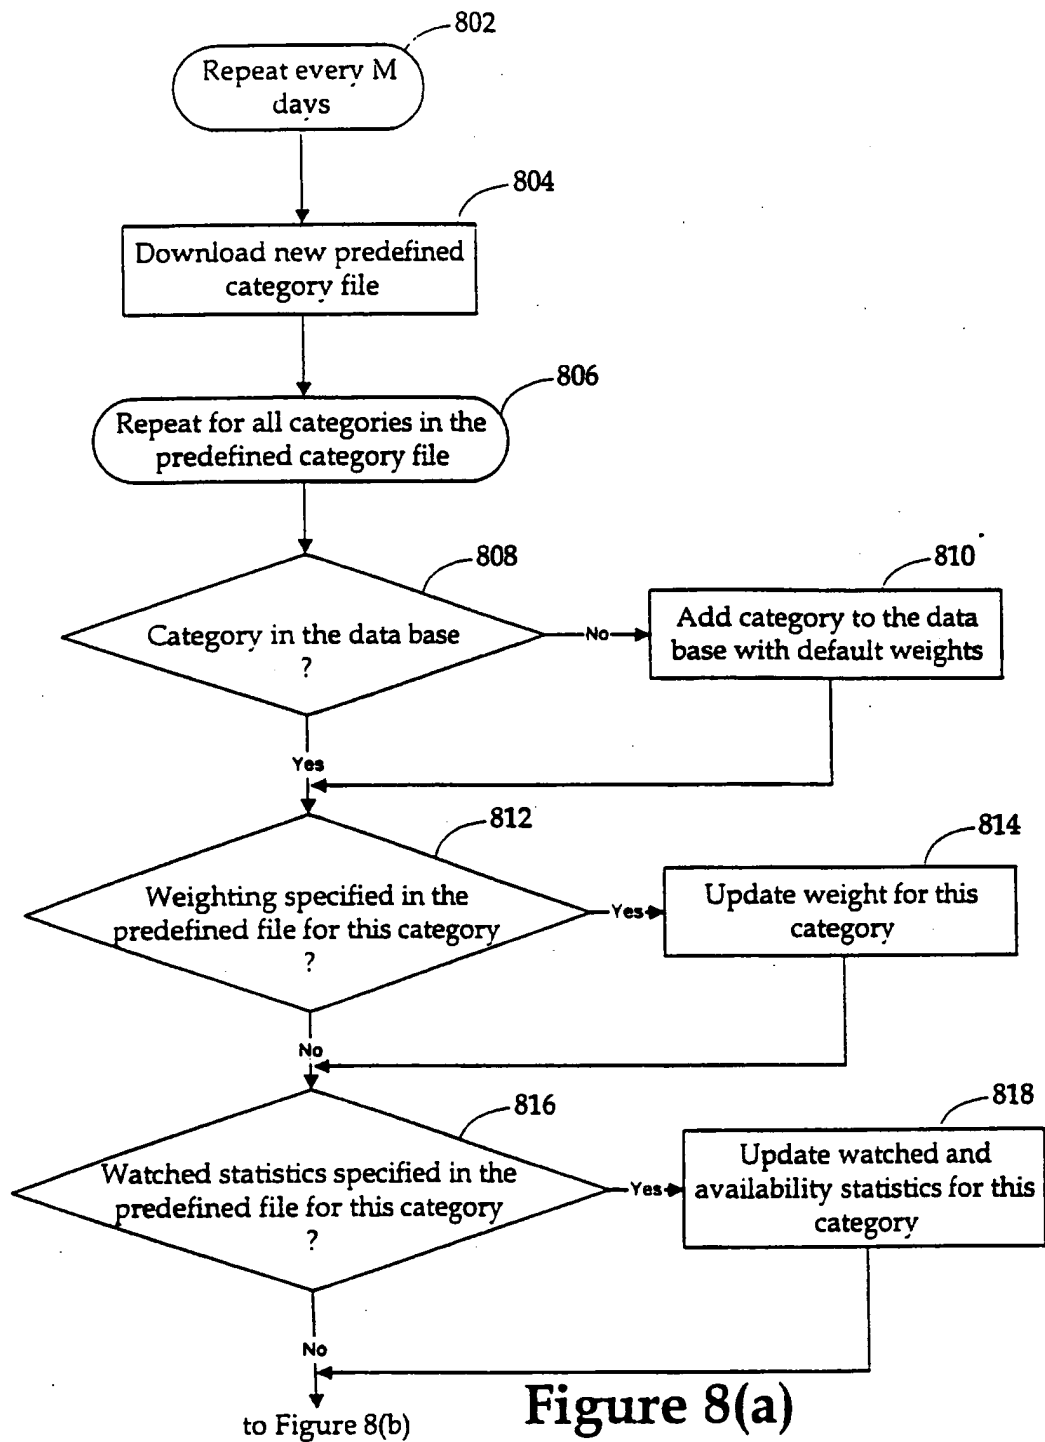 802
Repeat every M
days
804
Download new predefined
category file
806
Repeat for all categories in the
predefined category file
808
Category in the data base
?
No
810
Add category to the data
base with default weights
Yes
812
Weighting specified in the
predefined file for this category
?
Yes
814
Update weight for this
category
No
816
Watched statistics specified in the
predefined file for this category
?
Yes
818
Update watched and
availability statistics for this
category
No
to Figure 8(b)
Figure 8(a)